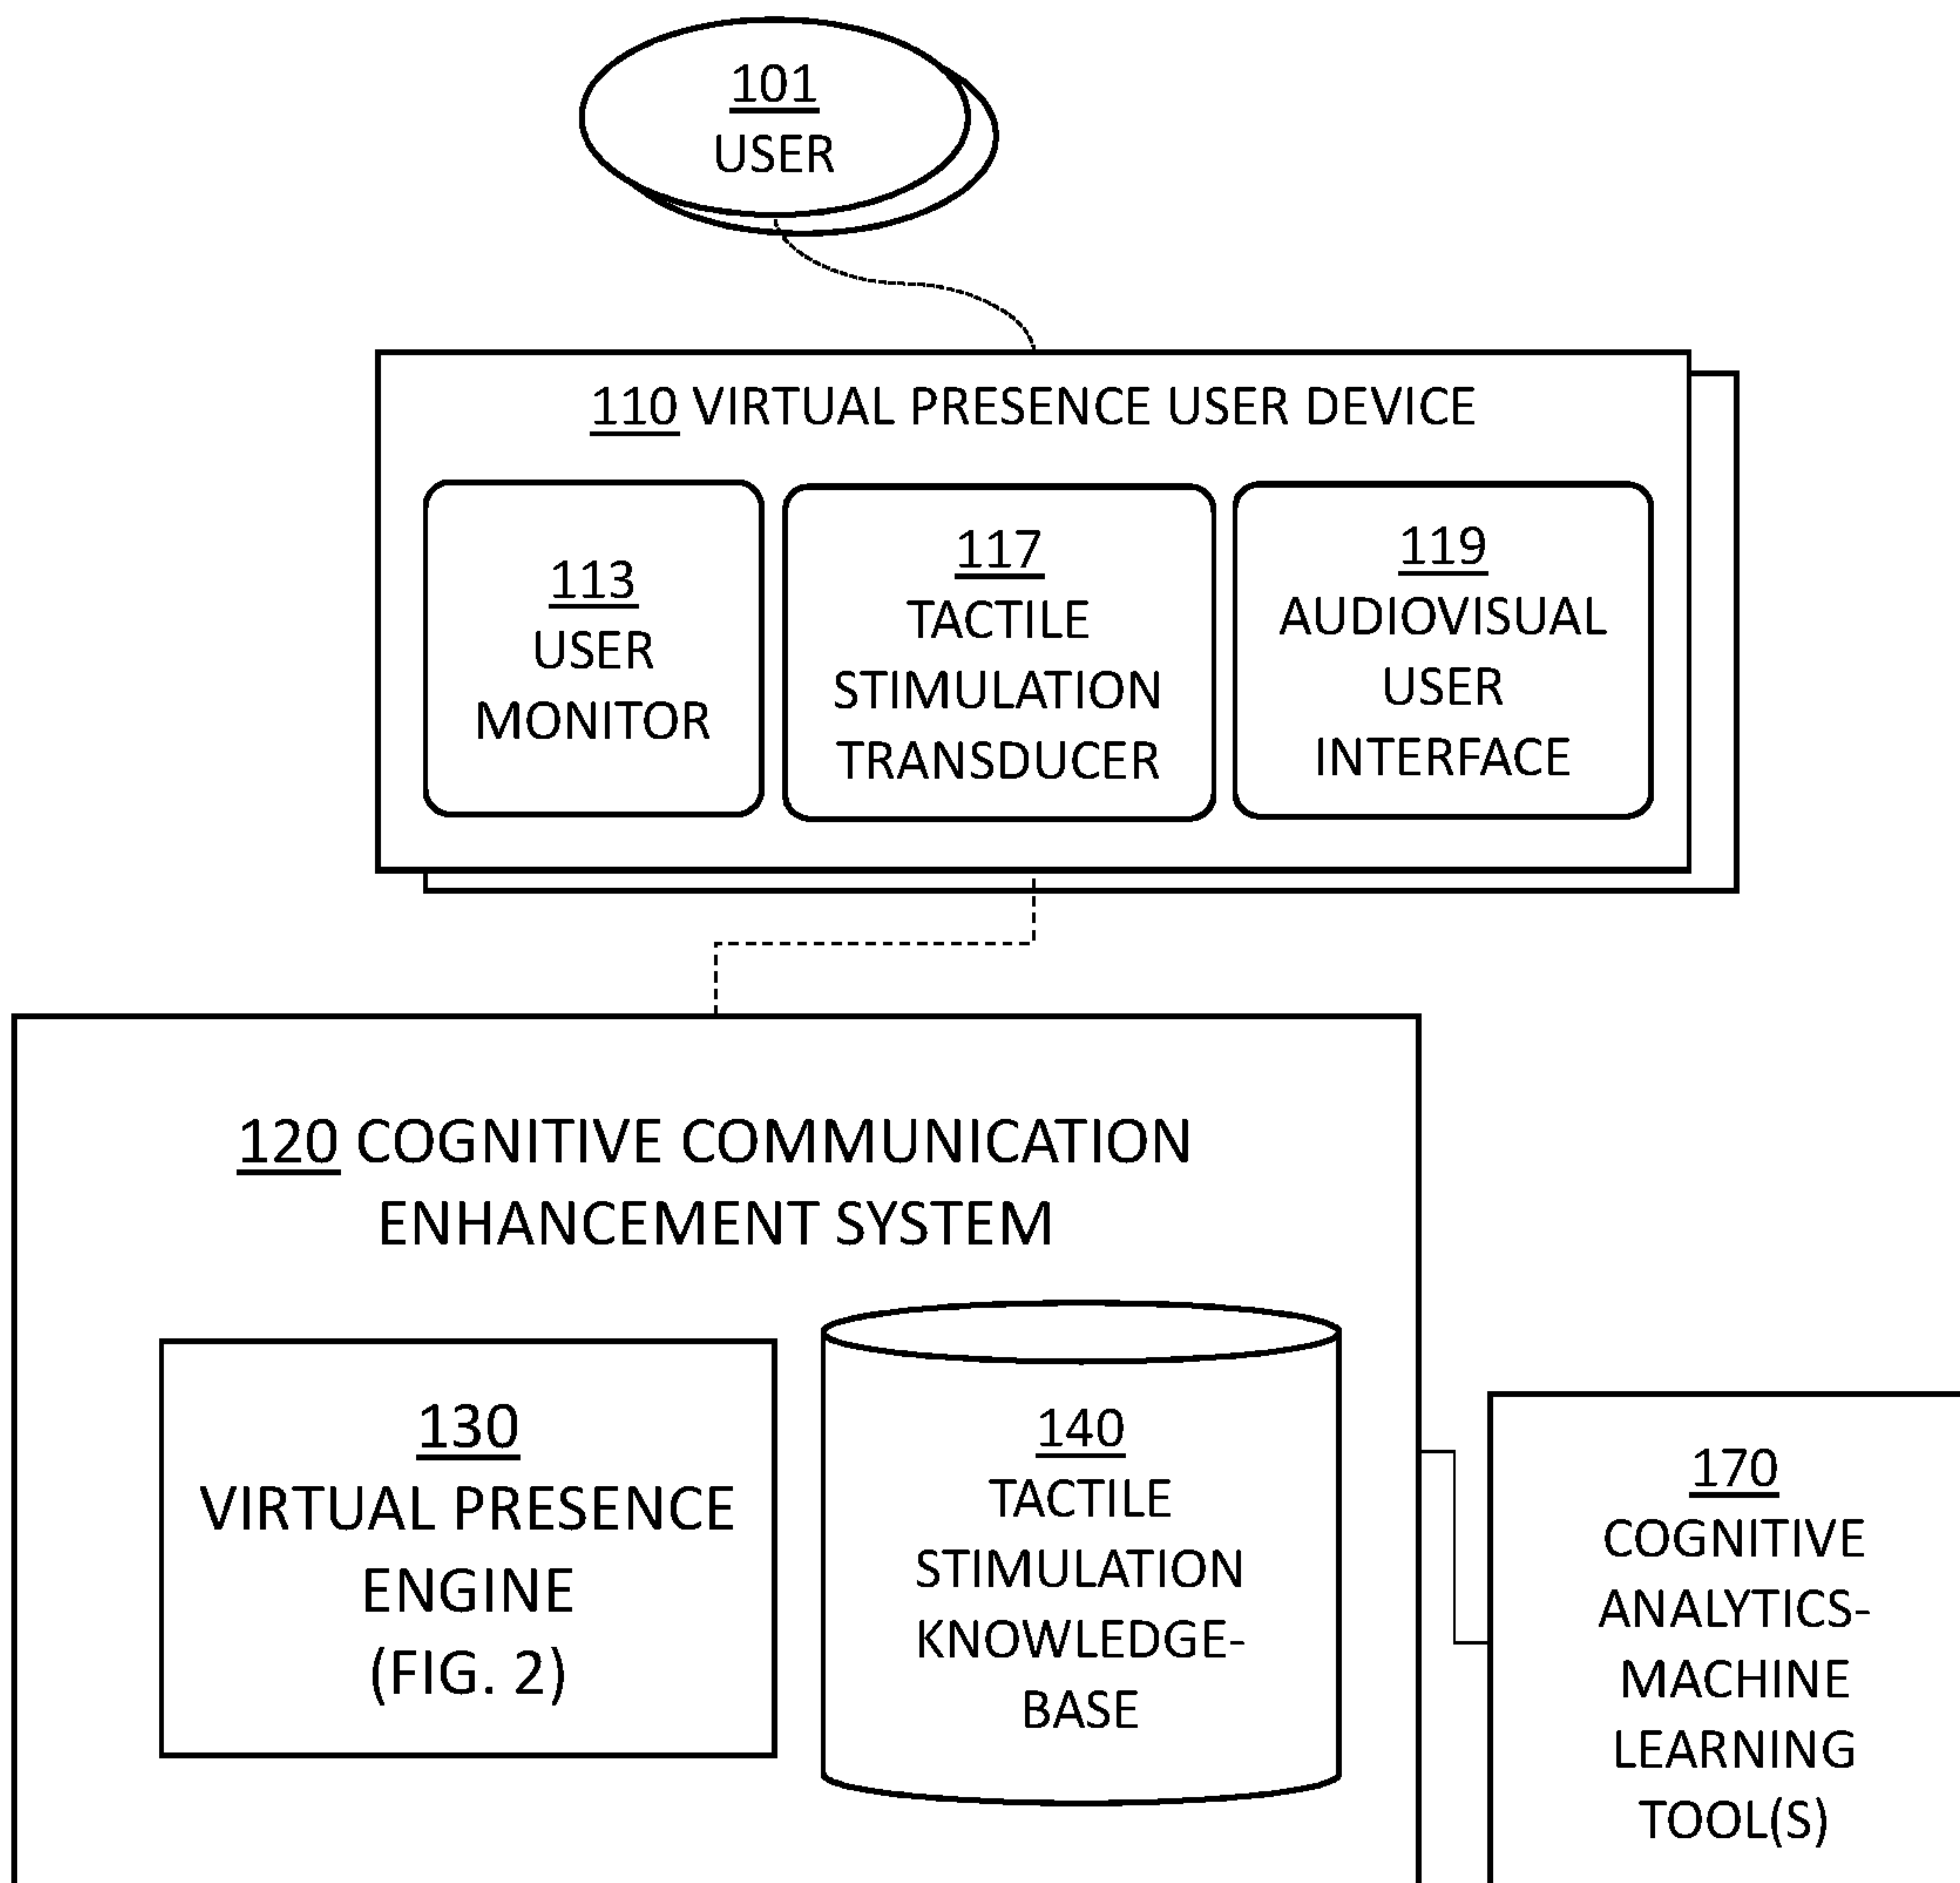 101
USER
110 VIRTUAL PRESENCE USER DEVICE
113
USER
MONITOR
117
TACTILE
STIMULATION
TRANSDUCER
119
AUDIOVISUAL
USER
INTERFACE
120 COGNITIVE COMMUNICATION
ENHANCEMENT SYSTEM
130
VIRTUAL PRESENCE
ENGINE
(FIG. 2)
140
TACTILE
STIMULATION
KNOWLEDGE-
BASE
170
COGNITIVE
ANALYTICS-
MACHINE
LEARNING
TOOL(S)